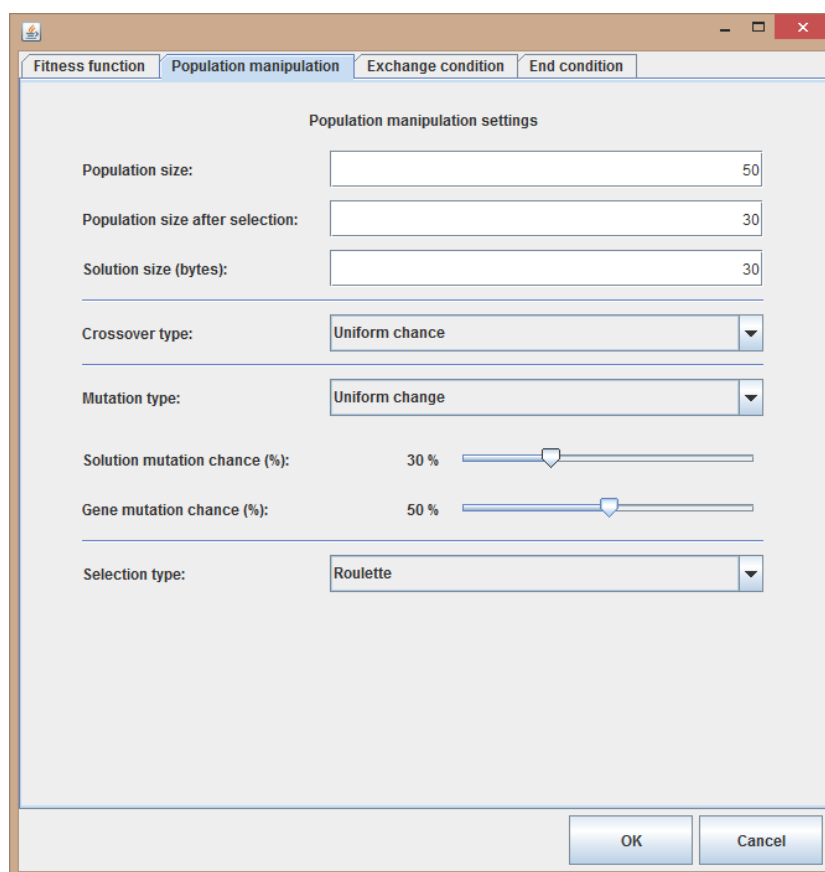 Fitness function Population manipulation Exchange condition End condition
Population manipulation settings
Population size: 50
Population size after selection: 30
Solution size (bytes): 30
Crossover type: Uniform chance
Mutation type: Uniform change
Solution mutation chance (%): 30 %
Gene mutation chance (%): 50 %
Selection type: Roulette
OK Cancel